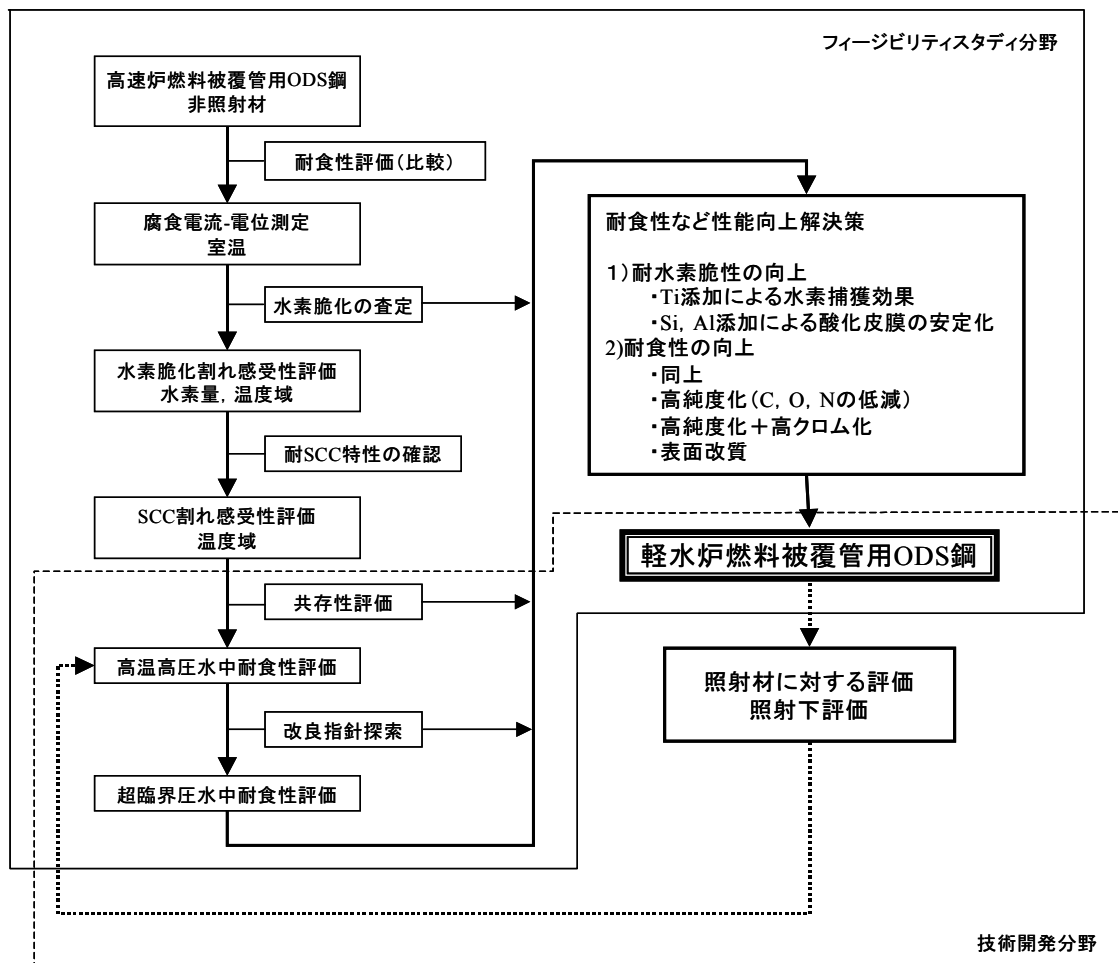 フィージビリティスタディ分野
高速炉燃料被覆管用ODS鋼
非照射材
耐食性評価(比較)
腐食電流-電位測定
室温
水素脆化の査定
水素脆化割れ感受性評価
水素量, 温度域
耐SCC特性の確認
SCC割れ感受性評価
温度域
共存性評価
高温高圧水中耐食性評価
改良指針探索
超臨界圧水中耐食性評価
耐食性など性能向上解決策
1)耐水素脆性の向上
・Ti添加による水素捕獲効果
・Si, Al添加による酸化皮膜の安定化
2)耐食性の向上
・同上
・高純度化(C, O, Nの低減)
・高純度化+高クロム化
・表面改質
軽水炉燃料被覆管用ODS鋼
照射材に対する評価
照射下評価
技術開発分野